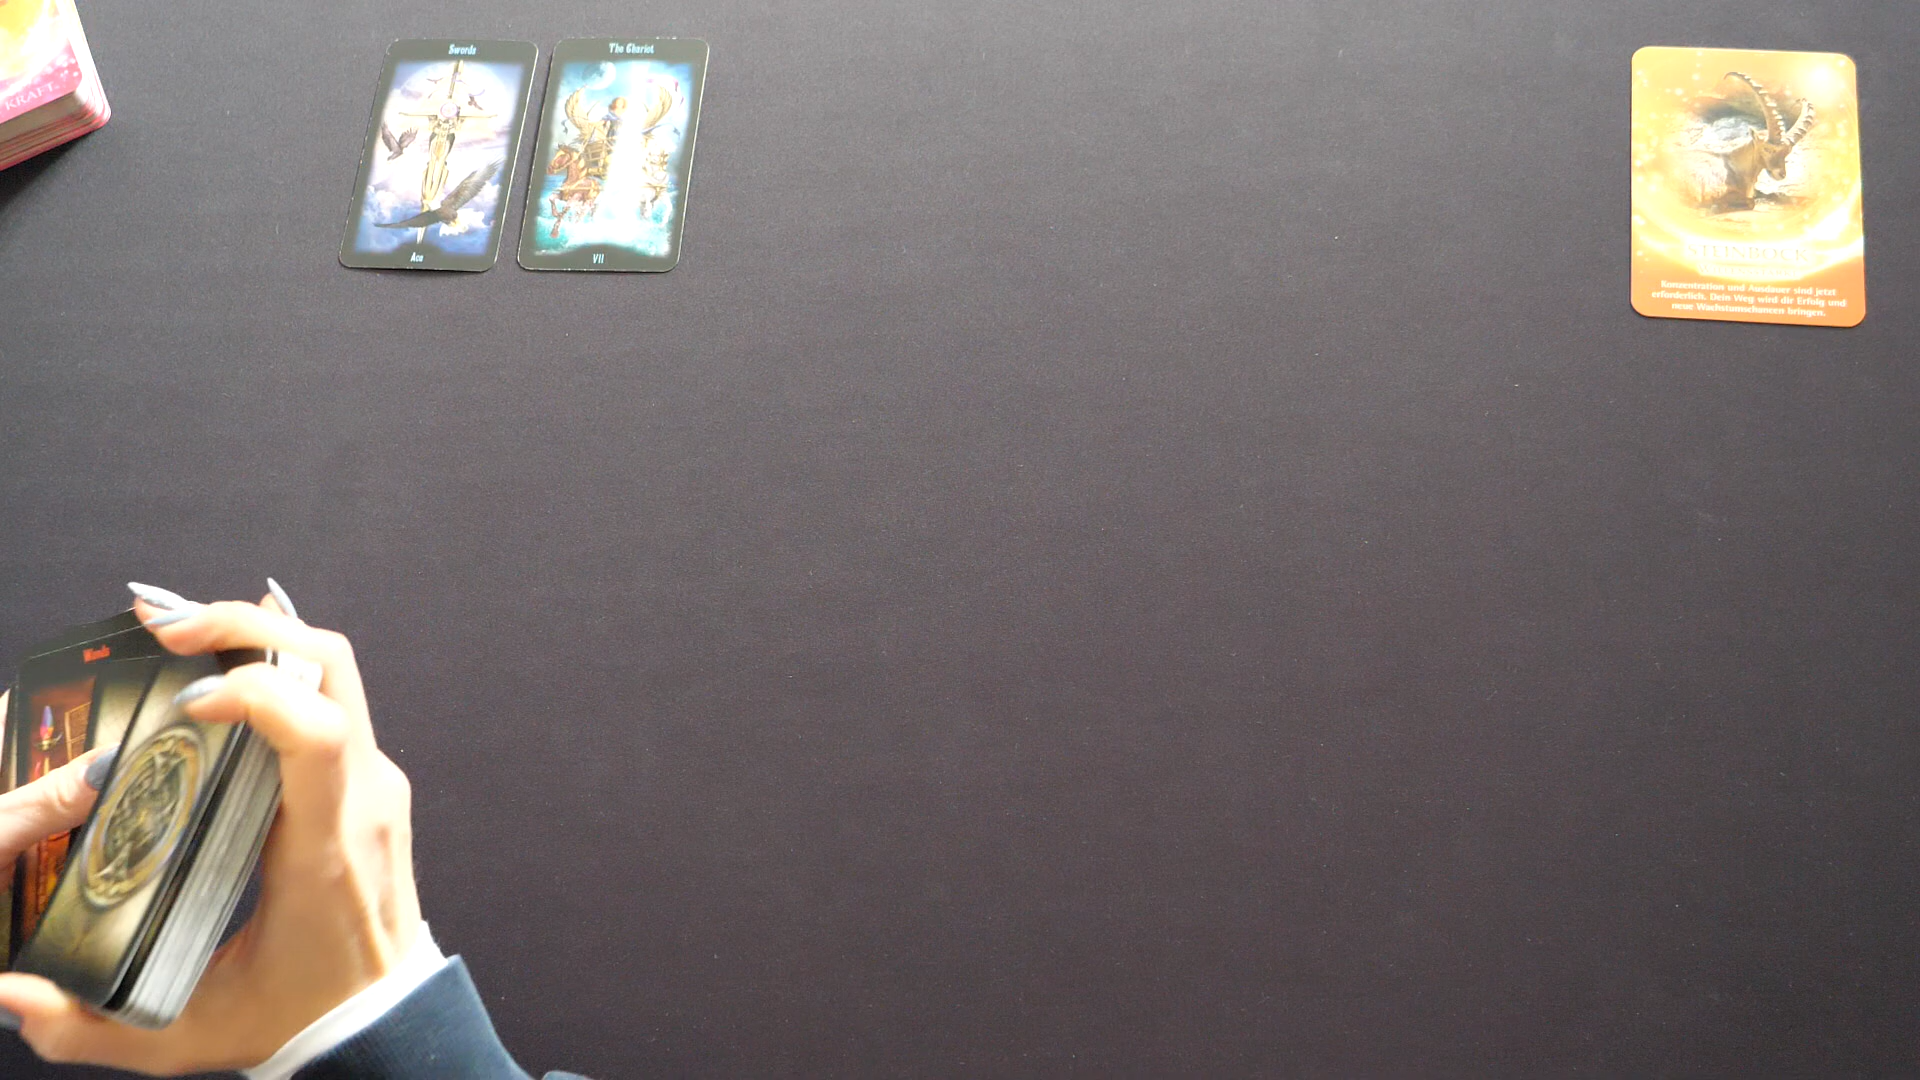 KRAFT
Swords
Ace
The Chariot
VII
STEINBOCK
Konzentration und Ausdauer sind jetzt
erforderlich. Dein Weg wird dir Erfolg und
neue Wachstumschancen bringen.
Wands